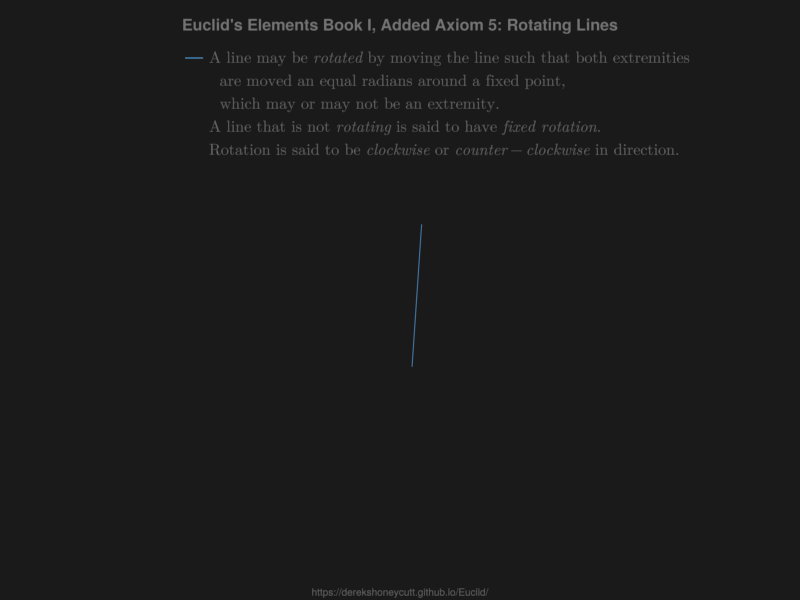 Euclid's Elements Book I, Added Axiom 5: Rotating Lines
A line may be rotated by moving the line such that both extremities
are moved an equal radians around a fixed point,
which may or may not be an extremity.
A line that is not rotating is said to have fixed rotation.
Rotation is said to be clockwise or counter − clockwise in direction.
https://derekshoneycutt.github.io/Euclid/